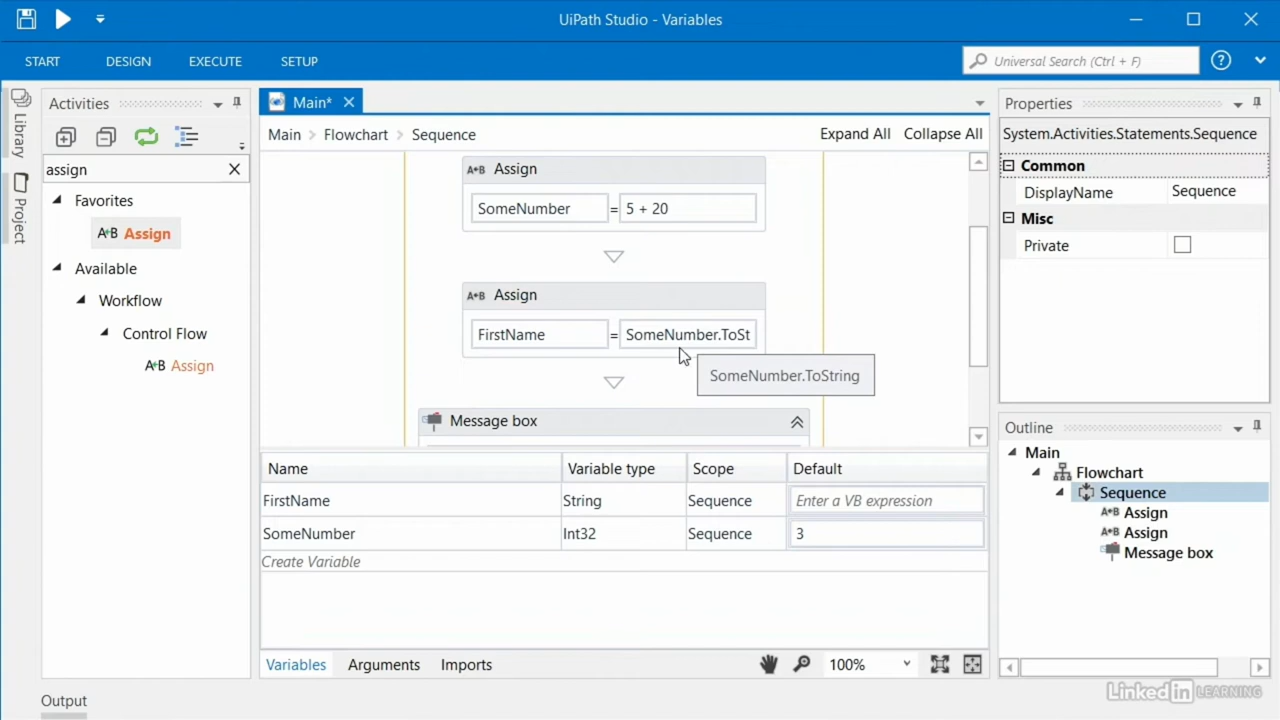 UiPath Studio - Variables
START DESIGN EXECUTE SETUP
Universal Search (Ctrl + F)
Library
Project
Activities
assign
Favorites
A+B Assign
Available
Workflow
Control Flow
A+B Assign
Main*
Main > Flowchart > Sequence
Expand All Collapse All
A+B Assign
SomeNumber = 5 + 20
A+B Assign
FirstName = SomeNumber.ToSt
SomeNumber.ToString
Message box
Name Variable type Scope Default
FirstName String Sequence Enter a VB expression
SomeNumber Int32 Sequence 3
Create Variable
Variables Arguments Imports
100%
Properties
System.Activities.Statements.Sequence
Common
DisplayName Sequence
Misc
Private
Outline
Main
Flowchart
Sequence
A+B Assign
A+B Assign
Message box
Output
Linked in LEARNING